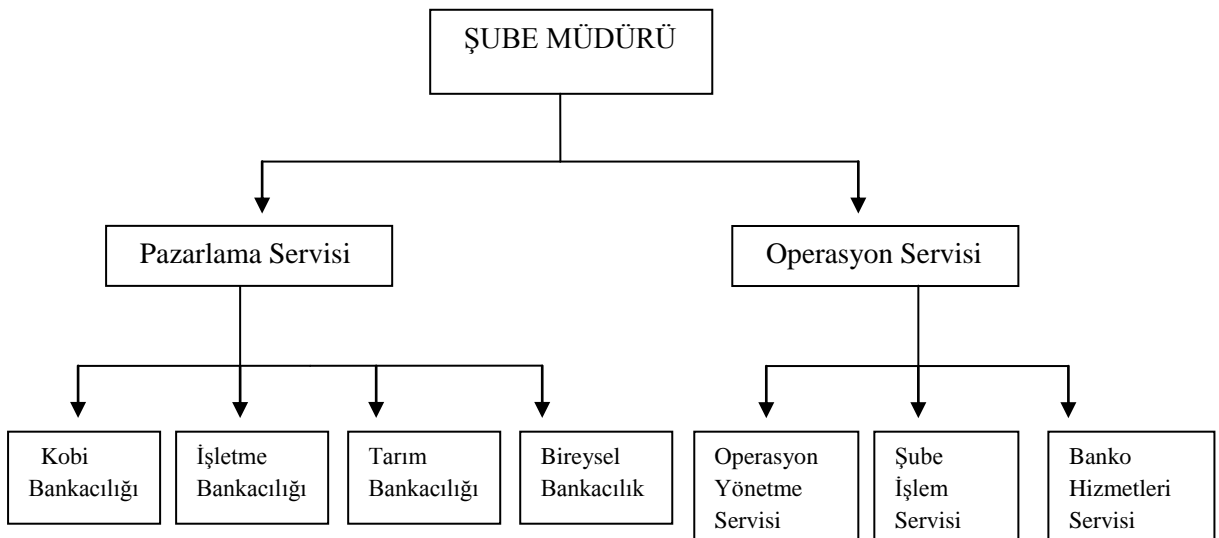 ŞUBE MÜDÜRÜ
Pazarlama Servisi
Operasyon Servisi
Kobi
Bankacılığı
İşletme
Bankacılığı
Tarım
Bankacılığı
Bireysel
Bankacılık
Operasyon
Yönetme
Servisi
Şube
İşlem
Servisi
Banko
Hizmetleri
Servisi